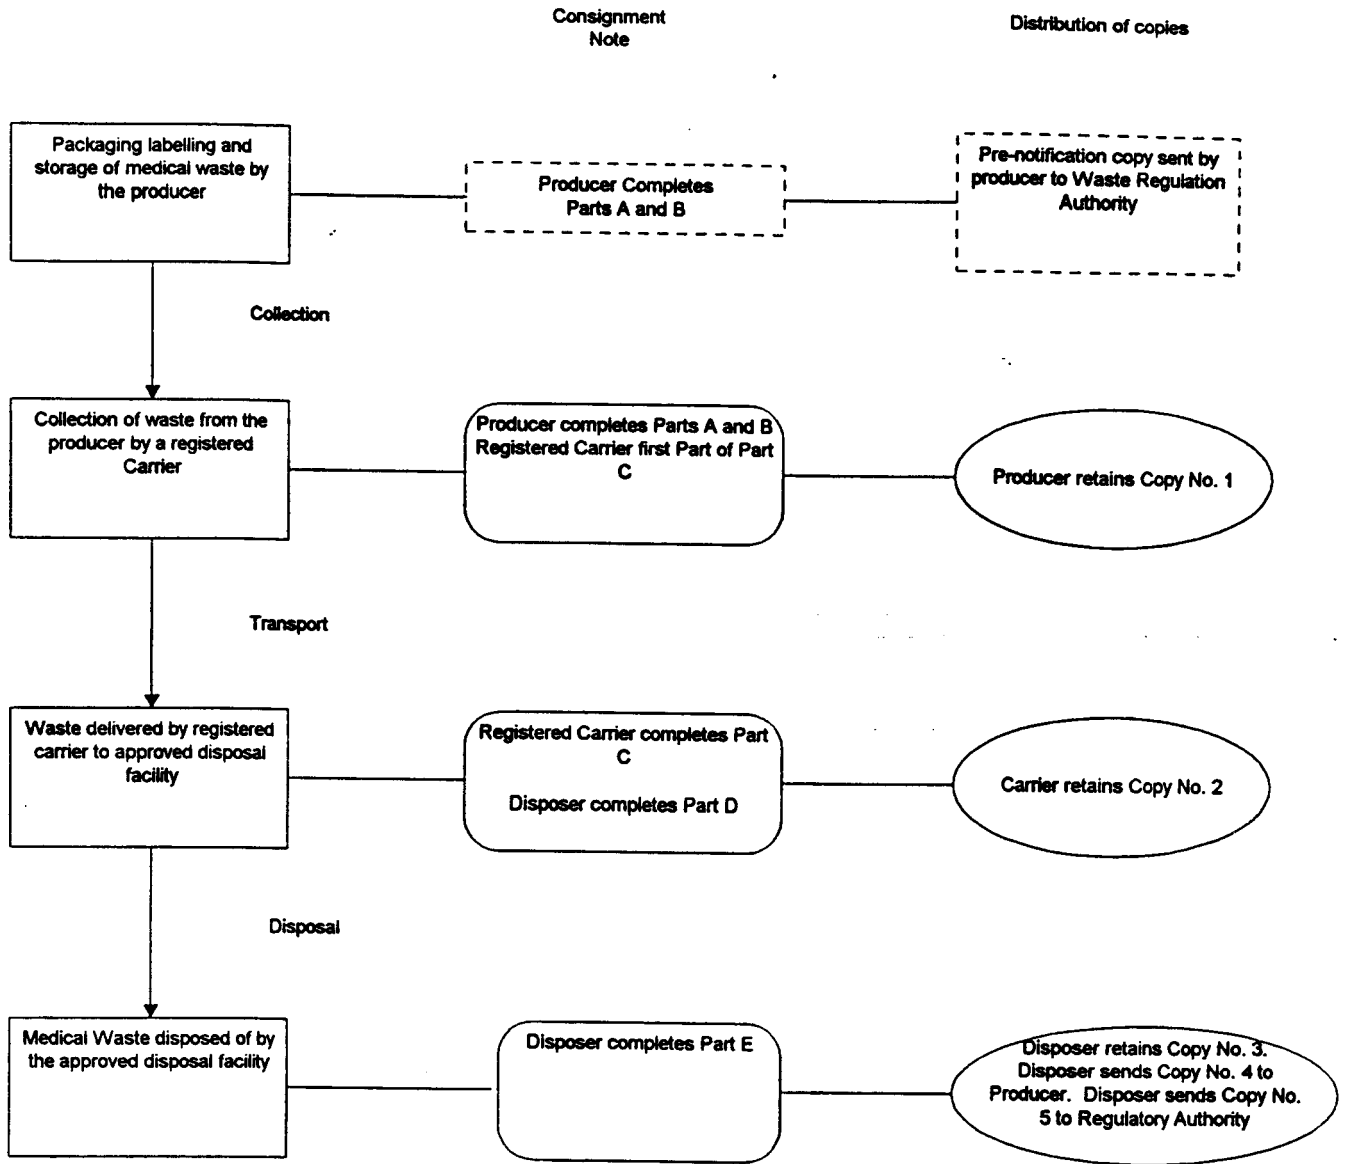 Consignment
Note
Distribution of copies
Packaging labelling and
storage of medical waste by
the producer
Producer Completes
Parts A and B
Pre-notification copy sent by
producer to Waste Regulation
Authority
Collection
Collection of waste from the
producer by a registered
Carrier
Producer completes Parts A and B
Registered Carrier first Part of Part
C
Producer retains Copy No. 1
Transport
Waste delivered by registered
carrier to approved disposal
facility
Registered Carrier completes Part
C
Disposer completes Part D
Carrier retains Copy No. 2
Disposal
Medical Waste disposed of by
the approved disposal facility
Disposer completes Part E
Disposer retains Copy No. 3.
Disposer sends Copy No. 4 to
Producer. Disposer sends Copy No.
5 to Regulatory Authority